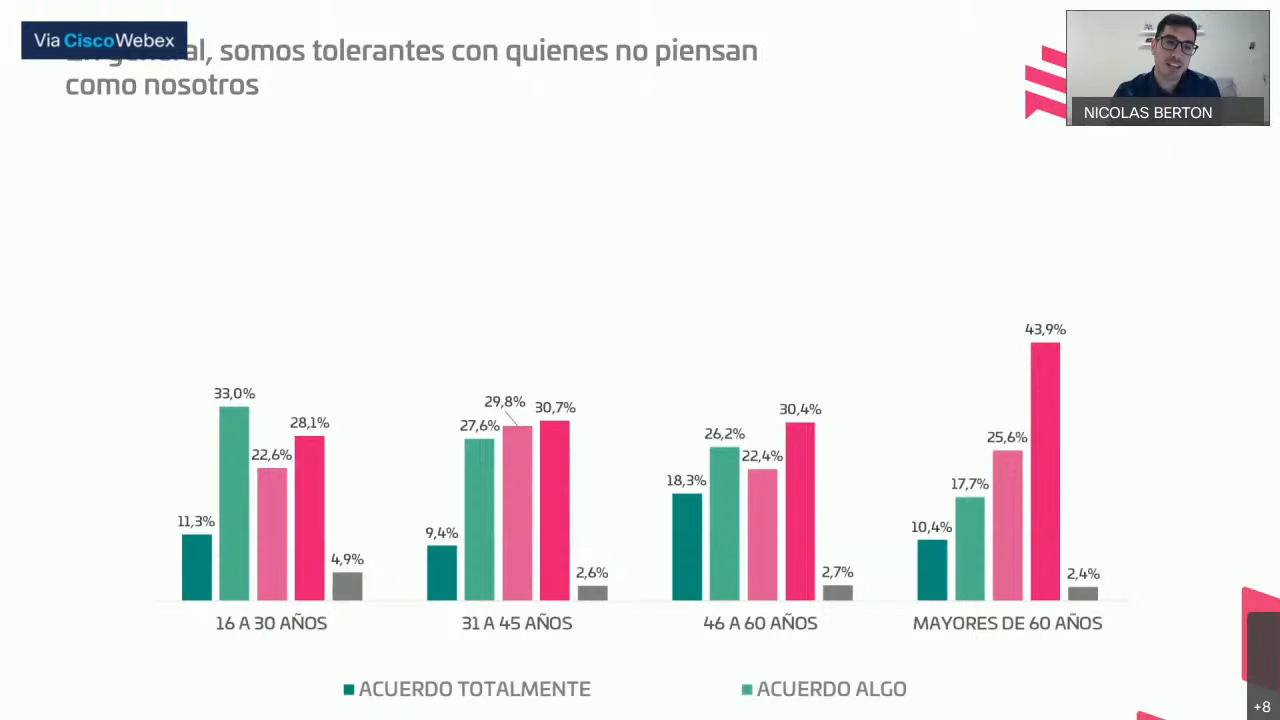 Via Cisco Webex
general, somos tolerantes con quienes no piensan
como nosotros
NICOLAS BERTON
11,3%
33,0%
22,6%
28,1%
4,9%
9,4%
27,6%
29,8%
30,7%
2,6%
18,3%
26,2%
22,4%
30,4%
2,7%
10,4%
17,7%
25,6%
43,9%
2,4%
16 A 30 AÑOS
31 A 45 AÑOS
46 A 60 AÑOS
MAYORES DE 60 AÑOS
ACUERDO TOTALMENTE
ACUERDO ALGO
+8